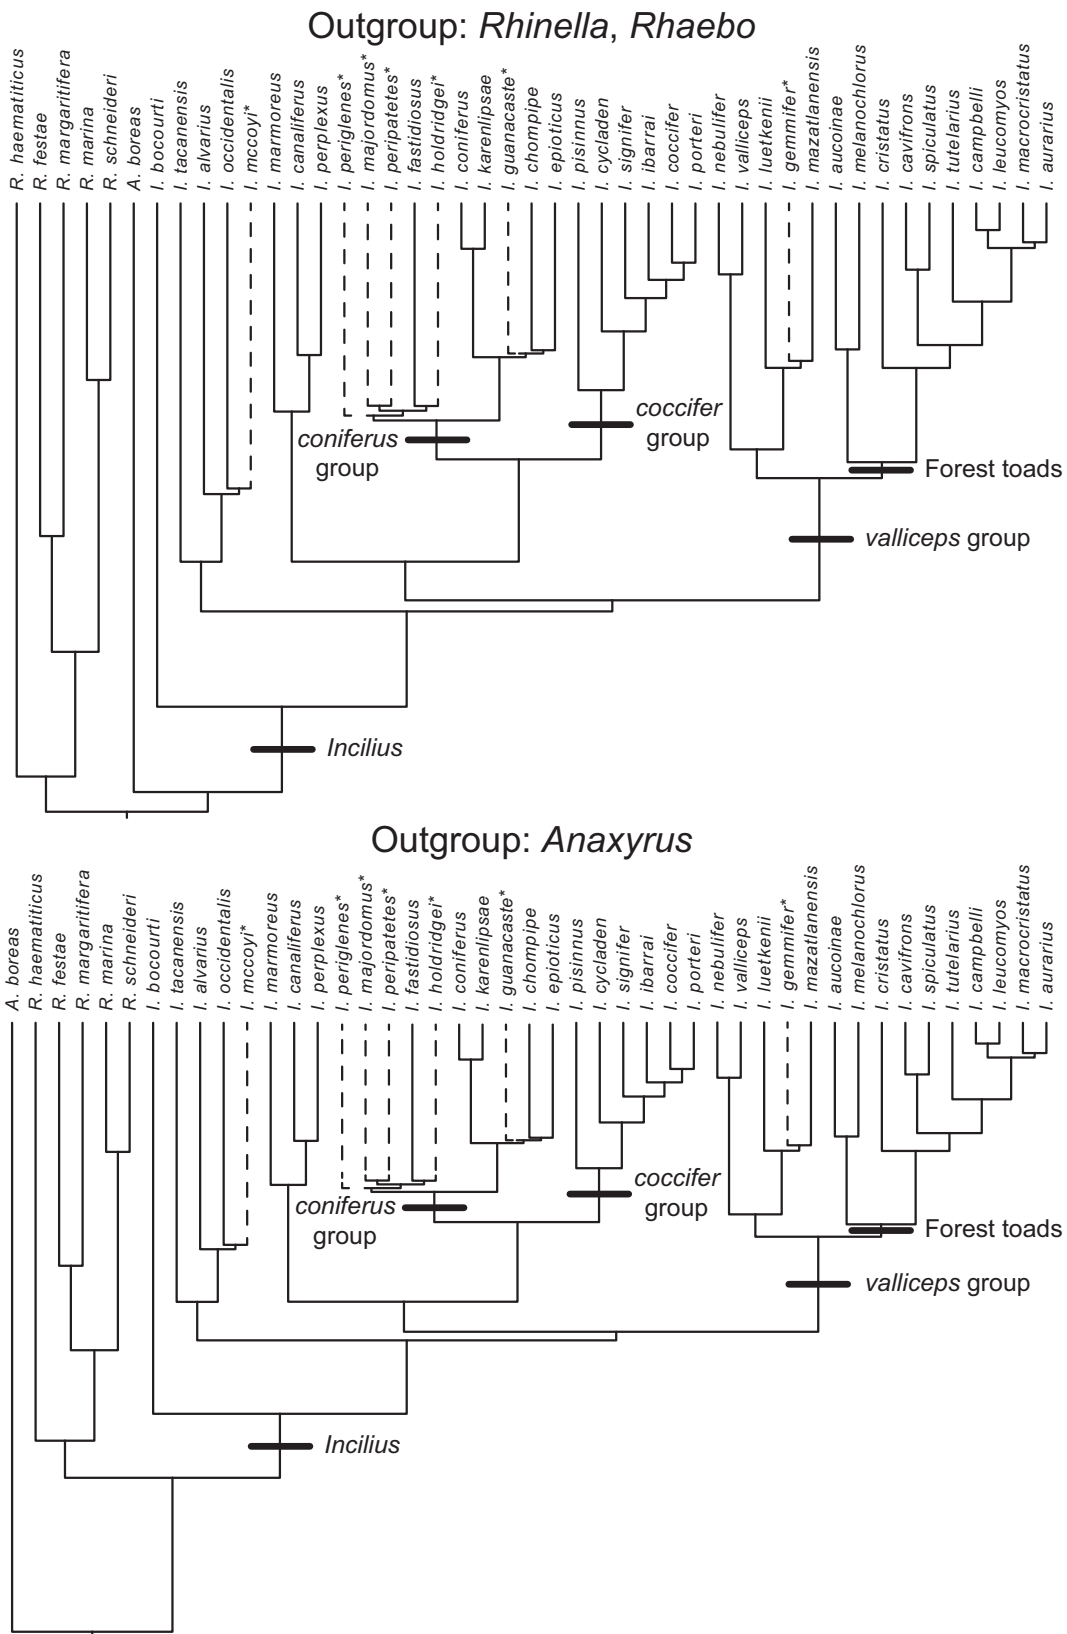 Outgroup: Rhinella, Rhaebo
R. haematiticus
R. festae
R. margaritifera
R. marina
R. schneideri
A. boreas
I. bocourti
I. tacanensis
I. alvarius
I. occidentalis
I. mccoyi*
I. marmoreus
I. canaliferus
I. perplexus
I. periglenes*
I. majordomus*
I. peripatetes*
I. fastidiosus
I. holdridgei*
I. coniferus
I. karenlipsae
I. guanacaste*
I. chompipe
I. epioticus
I. pisinnus
I. cycladen
I. signifer
I. ibarrai
I. coccifer
I. porteri
I. nebulifer
I. valliceps
I. luetkenii
I. gemmifer*
I. mazatlanensis
I. aucoinae
I. melanochlorus
I. cristatus
I. cavifrons
I. spiculatus
I. tutelarius
I. campbelli
I. leucomyos
I. macrocristatus
I. aurarius
coniferus
group
coccifer
group
Forest toads
valliceps group
Incilius
Outgroup: Anaxyrus
A. boreas
R. haematiticus
R. festae
R. margaritifera
R. marina
R. schneideri
I. bocourti
I. tacanensis
I. alvarius
I. occidentalis
I. mccoyi*
I. marmoreus
I. canaliferus
I. perplexus
I. periglenes*
I. majordomus*
I. peripatetes*
I. fastidiosus
I. holdridgei*
I. coniferus
I. karenlipsae
I. guanacaste*
I. chompipe
I. epioticus
I. pisinnus
I. cycladen
I. signifer
I. ibarrai
I. coccifer
I. porteri
I. nebulifer
I. valliceps
I. luetkenii
I. gemmifer*
I. mazatlanensis
I. aucoinae
I. melanochlorus
I. cristatus
I. cavifrons
I. spiculatus
I. tutelarius
I. campbelli
I. leucomyos
I. macrocristatus
I. aurarius
coniferus
group
coccifer
group
Forest toads
valliceps group
Incilius